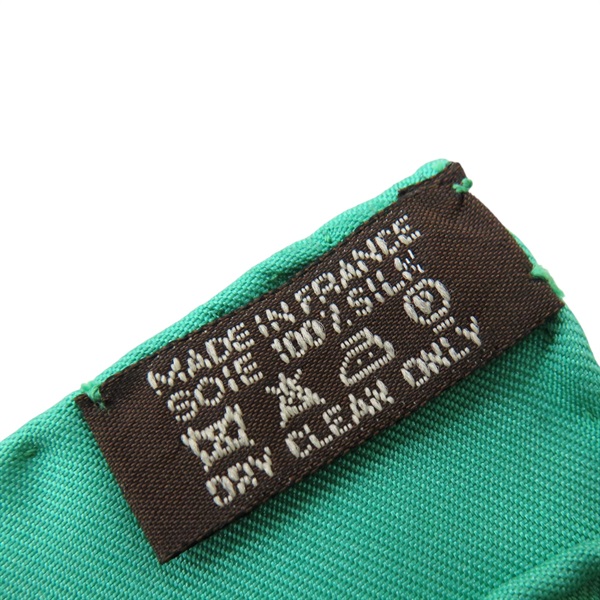 MADE IN FRANCE
SOIE 100% SILK
DRY CLEAN ONLY